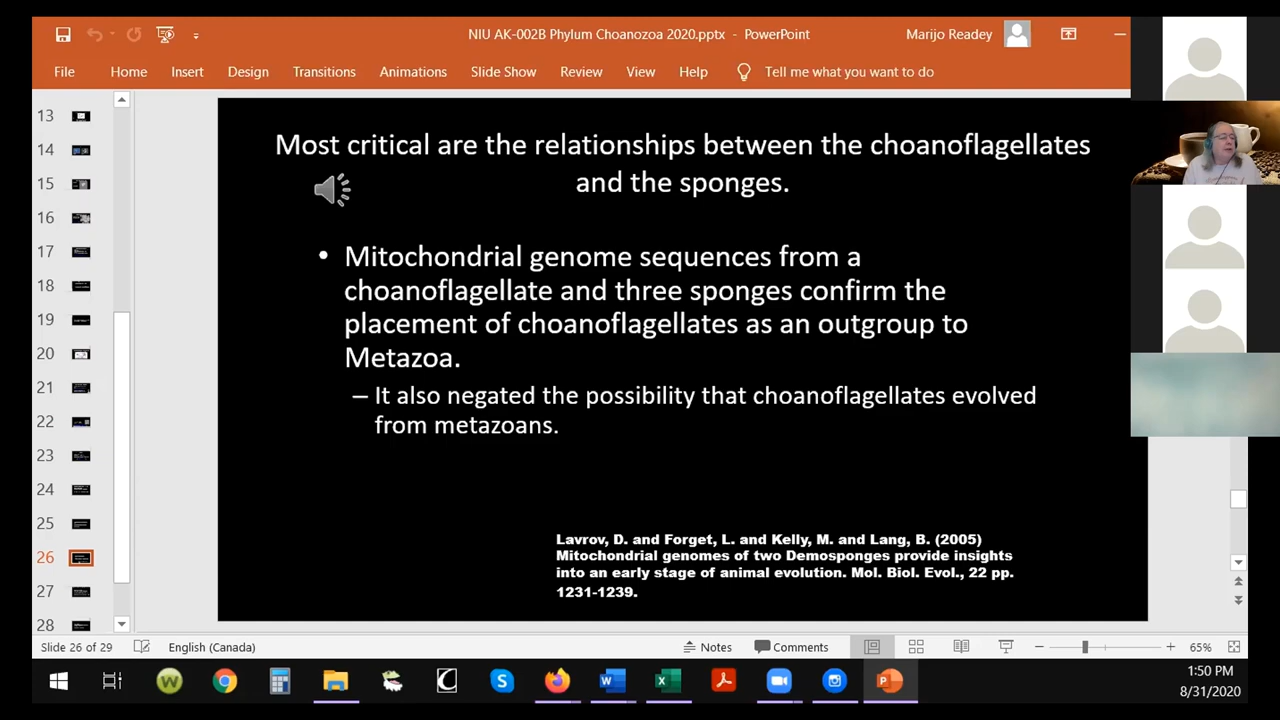 NIU AK-002B Phylum Choanozoa 2020.pptx - PowerPoint
Marijo Readey
File Home Insert Design Transitions Animations Slide Show Review View Help Tell me what you want to do
13
14
15
16
17
18
19
20
21
22
23
24
25
26
27
28
Most critical are the relationships between the choanoflagellates
and the sponges.
• Mitochondrial genome sequences from a
choanoflagellate and three sponges confirm the
placement of choanoflagellates as an outgroup to
Metazoa.
– It also negated the possibility that choanoflagellates evolved
from metazoans.
Lavrov, D. and Forget, L. and Kelly, M. and Lang, B. (2005)
Mitochondrial genomes of two Demosponges provide insights
into an early stage of animal evolution. Mol. Biol. Evol., 22 pp.
1231-1239.
Slide 26 of 29 English (Canada) Notes Comments 65%
1:50 PM
8/31/2020